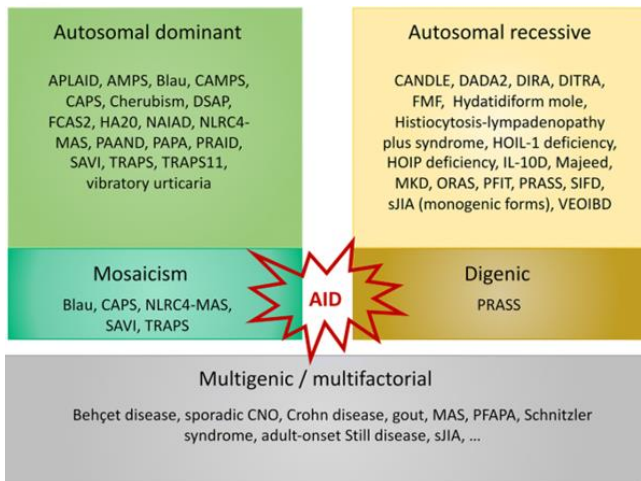 Autosomal dominant
APLAID, AMPS, Blau, CAMPS,
CAPS, Cherubism, DSAP,
FCAS2, HA20, NAIAD, NLRC4-
MAS, PAAND, PAPA, PRAID,
SAVI, TRAPS, TRAPS11,
vibratory urticaria
Autosomal recessive
CANDLE, DADA2, DIRA, DITRA,
FMF, Hydatidiform mole,
Histiocytosis-lympadenopathy
plus syndrome, HOIL-1 deficiency,
HOIP deficiency, IL-10D, Majeed,
MKD, ORAS, PFIT, PRASS, SIFD,
sJIA (monogenic forms), VEOIBD
Mosaicism
Blau, CAPS, NLRC4-MAS,
SAVI, TRAPS
AID
Digenic
PRASS
Multigenic / multifactorial
Behçet disease, sporadic CNO, Crohn disease, gout, MAS, PFAPA, Schnitzler
syndrome, adult-onset Still disease, sJIA, ...